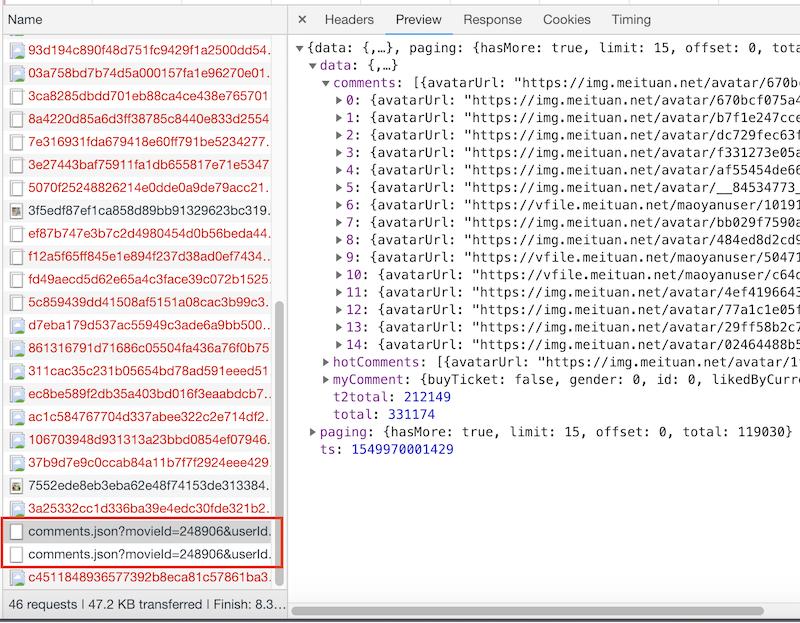 Name
93d194c890f48d751fc9429f1a2500dd54.
03a758bd7b74d5a000157fa1e96270e01.
3ca8285dbdd701eb88ca4ce438e765701
8a4220d85a6d3ff38785c8440e833d2554
7e316931fda679418e60ff791be5234277.
3e27443baf75911fa1db655817e71e5347
5070f25248826214e0dde0a9de79acc21.
3f5edf87ef1ca858d89bb91329623bc319.
ef87b747e3b7c2d4980454d0b56beda44.
f12a5f65ff845e1e894f237d38ad0ef7434..
fd49aecd5d62e65a4c3face39c072b1525.
5c859439dd41508af5151a08cac3b99c3.
d7eba179d537ac55949c3ade6a9bb500..
861316791d71686c05504fa436a76f0b75
311cac35c231b05654bd78ad591eeed51
ec8be589f2db35a403bd016f3eaabdcb7..
ac1c584767704d337abee322c2e714df2.
106703948d931313a23bbd0854ef07946.
37b9d7e9c0ccab84a11b7f7f2924eee429
7552ede8eb3eba62e48f74153de313384.
3a25332cc1d336ba39e4edc30fde321b2.
comments.json?movieId=248906&userId.
comments.json?movieId=248906&userId.
c4511848936577392b8eca81c57861ba3.
46 requests | 47.2 KB transferred | Finish: 8.3...
× Headers Preview Response Cookies Timing
▼{data: {,…}, paging: {hasMore: true, limit: 15, offset: 0, tota
▼data: {,…}
▼comments: [{avatarUrl: "https://img.meituan.net/avatar/670bc
▶0: {avatarUrl: "https://img.meituan.net/avatar/670bcf075a4
▶1: {avatarUrl: "https://img.meituan.net/avatar/b7f1e247cce
▶2: {avatarUrl: "https://img.meituan.net/avatar/dc729fec63f
▶3: {avatarUrl: "https://img.meituan.net/avatar/f331273e05a
▶4: {avatarUrl: "https://img.meituan.net/avatar/af55454de66
▶5: {avatarUrl: "https://img.meituan.net/avatar/__84534773_
▶6: {avatarUrl: "https://vfile.meituan.net/maoyanuser/10191
▶7: {avatarUrl: "https://img.meituan.net/avatar/bb029f7590a
▶8: {avatarUrl: "https://img.meituan.net/avatar/484ed8d2cd9
▶9: {avatarUrl: "https://vfile.meituan.net/maoyanuser/50471
▶10: {avatarUrl: "https://vfile.meituan.net/maoyanuser/c64d
▶11: {avatarUrl: "https://img.meituan.net/avatar/4ef4196643
▶12: {avatarUrl: "https://img.meituan.net/avatar/77a1c1e05f
▶13: {avatarUrl: "https://img.meituan.net/avatar/29ff58b2c7
▶14: {avatarUrl: "https://img.meituan.net/avatar/02464488b5
▶hotComments: [{avatarUrl: "https://img.meituan.net/avatar/1
▶myComment: {buyTicket: false, gender: 0, id: 0, likedByCurre
t2total: 212149
total: 331174
▶paging: {hasMore: true, limit: 15, offset: 0, total: 119030}
ts: 1549970001429